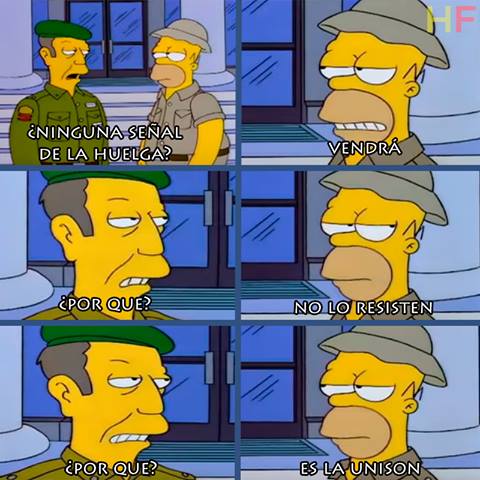 HF
¿NINGUNA SEÑAL
DE LA HUELGA?
VENDRÁ
¿POR QUE?
NO LO RESISTEN
¿POR QUE?
ES LA UNISON